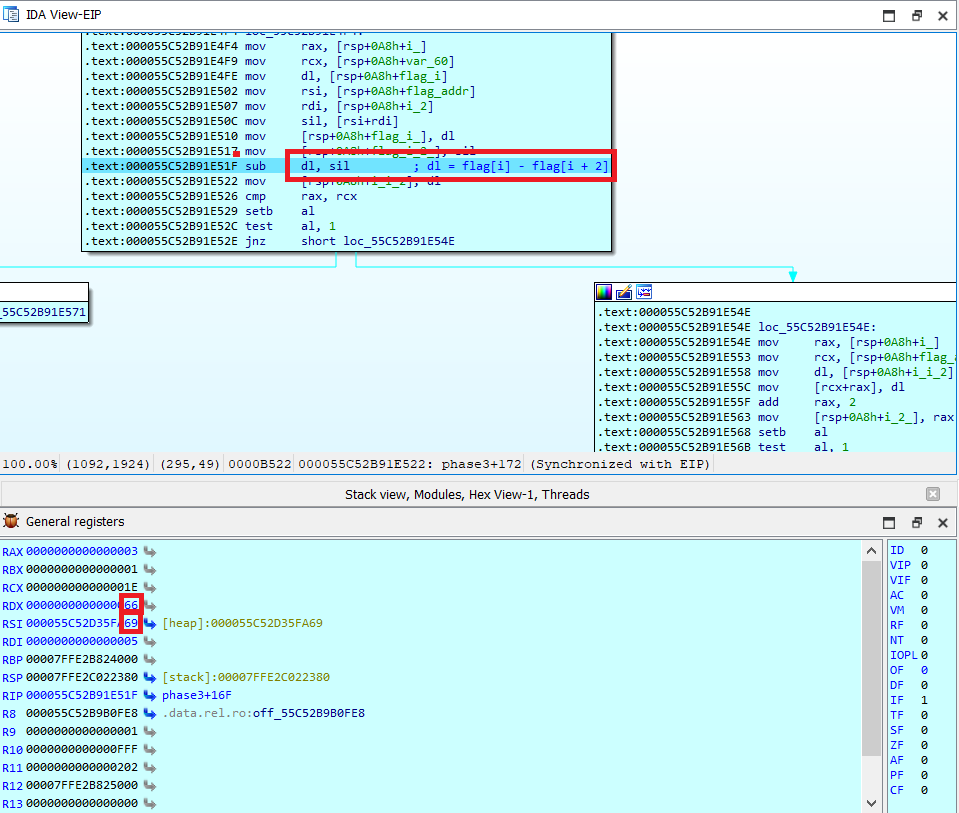 IDA View-EIP
.text:000055C52B91E4F4 mov rax, [rsp+0A8h+i_]
.text:000055C52B91E4F9 mov rcx, [rsp+0A8h+var_60]
.text:000055C52B91E4FE mov dl, [rsp+0A8h+flag_i]
.text:000055C52B91E502 mov rsi, [rsp+0A8h+flag_addr]
.text:000055C52B91E507 mov rdi, [rsp+0A8h+i_2]
.text:000055C52B91E50C mov sil, [rsi+rdi]
.text:000055C52B91E510 mov [rsp+0A8h+flag_i_], dl
.text:000055C52B91E517 mov
.text:000055C52B91E51F sub dl, sil ; dl = flag[i] - flag[i + 2]
.text:000055C52B91E522 mov [rsp+0A8h+i_i_2], dl
.text:000055C52B91E526 cmp rax, rcx
.text:000055C52B91E529 setb al
.text:000055C52B91E52C test al, 1
.text:000055C52B91E52E jnz short loc_55C52B91E54E
_55C52B91E571
.text:000055C52B91E54E
.text:000055C52B91E54E loc_55C52B91E54E:
.text:000055C52B91E54E mov rax, [rsp+0A8h+i_]
.text:000055C52B91E553 mov rcx, [rsp+0A8h+flag_a
.text:000055C52B91E558 mov dl, [rsp+0A8h+i_i_2]
.text:000055C52B91E55C mov [rcx+rax], dl
.text:000055C52B91E55F add rax, 2
.text:000055C52B91E563 mov [rsp+0A8h+i_2_], rax
.text:000055C52B91E568 setb al
.text:000055C52B91E56B test al, 1
100.00% (1092,1924) (295,49) 0000B522 000055C52B91E522: phase3+172 (Synchronized with EIP)
Stack view, Modules, Hex View-1, Threads
General registers
RAX 0000000000000003
RBX 0000000000000001
RCX 000000000000001E
RDX 0000000000000066
RSI 000055C52D35FA69 [heap]:000055C52D35FA69
RDI 0000000000000005
RBP 00007FFE2B824000
RSP 00007FFE2C022380 [stack]:00007FFE2C022380
RIP 000055C52B91E51F phase3+16F
R8 000055C52B9B0FE8 .data.rel.ro:off_55C52B9B0FE8
R9 0000000000000001
R10 0000000000000FFF
R11 0000000000000202
R12 00007FFE2B825000
R13 0000000000000000
ID 0
VIP 0
VIF 0
AC 0
VM 0
RF 0
NT 0
IOPL 0
OF 0
DF 0
IF 1
TF 0
SF 0
ZF 0
AF 0
PF 0
CF 0